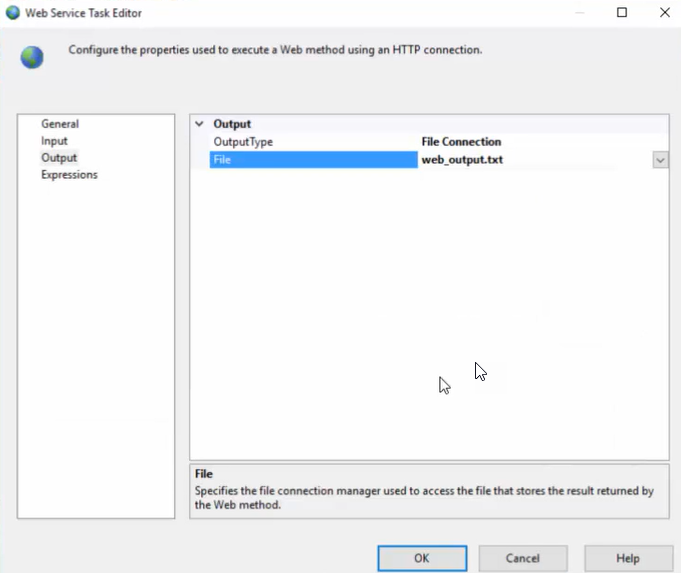 Web Service Task Editor
Configure the properties used to execute a Web method using an HTTP connection.
General
Input
Output
Expressions
Output
OutputType File Connection
File web_output.txt
File
Specifies the file connection manager used to access the file that stores the result returned by
the Web method.
OK Cancel Help